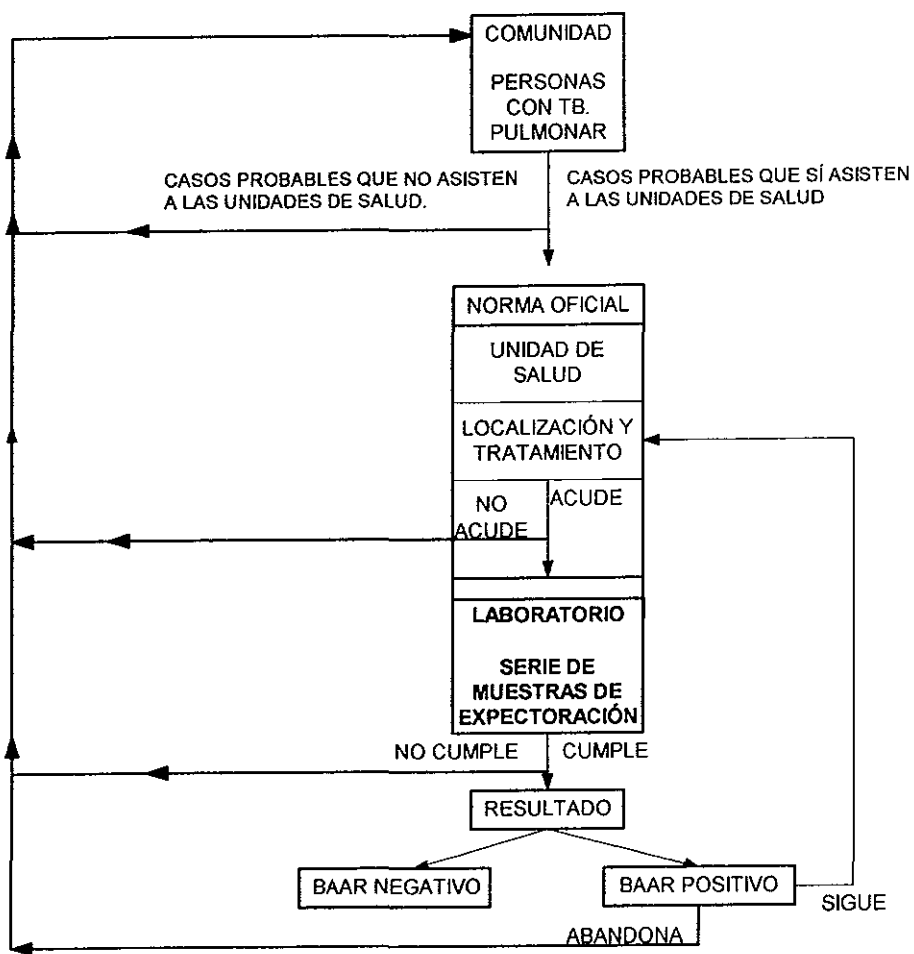 COMUNIDAD
PERSONAS
CON TB.
PULMONAR
CASOS PROBABLES QUE NO ASISTEN
A LAS UNIDADES DE SALUD.
CASOS PROBABLES QUE SÍ ASISTEN
A LAS UNIDADES DE SALUD
NORMA OFICIAL
UNIDAD DE
SALUD
LOCALIZACIÓN Y
TRATAMIENTO
NO
ACUDE
ACUDE
LABORATORIO
SERIE DE
MUESTRAS DE
EXPECTORACIÓN
NO CUMPLE
CUMPLE
RESULTADO
BAAR NEGATIVO
BAAR POSITIVO
SIGUE
ABANDONA